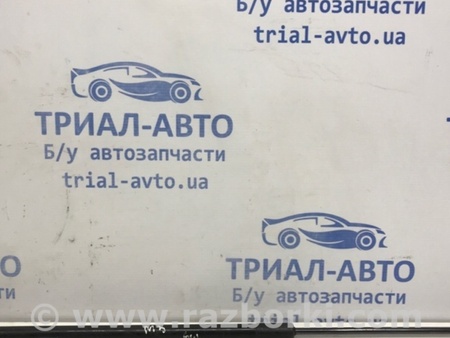 Б/у автозапчасти
trial-avto.ua
ТРИАЛ-АВТО
Б/у автозапчасти
trial-avto.ua
ТРИАЛ-АВТО
Б/у автозапчасти
www.razborki.com